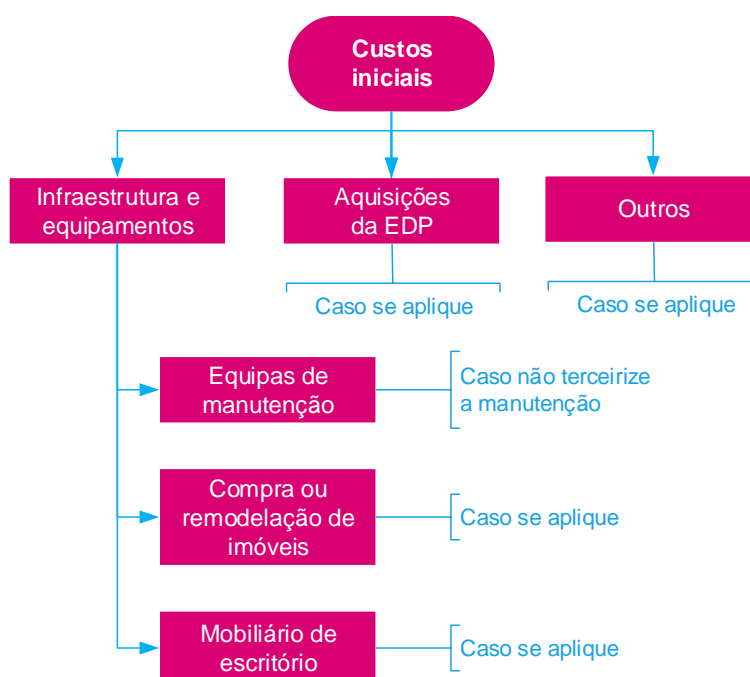 Custos
iniciais
Infraestrutura e
equipamentos
Aquisições
da EDP
Outros
Caso se aplique
Caso se aplique
Equipas de
manutenção
Caso não terceirize
a manutenção
Compra ou
remodelação de
imóveis
Caso se aplique
Mobiliário de
escritório
Caso se aplique